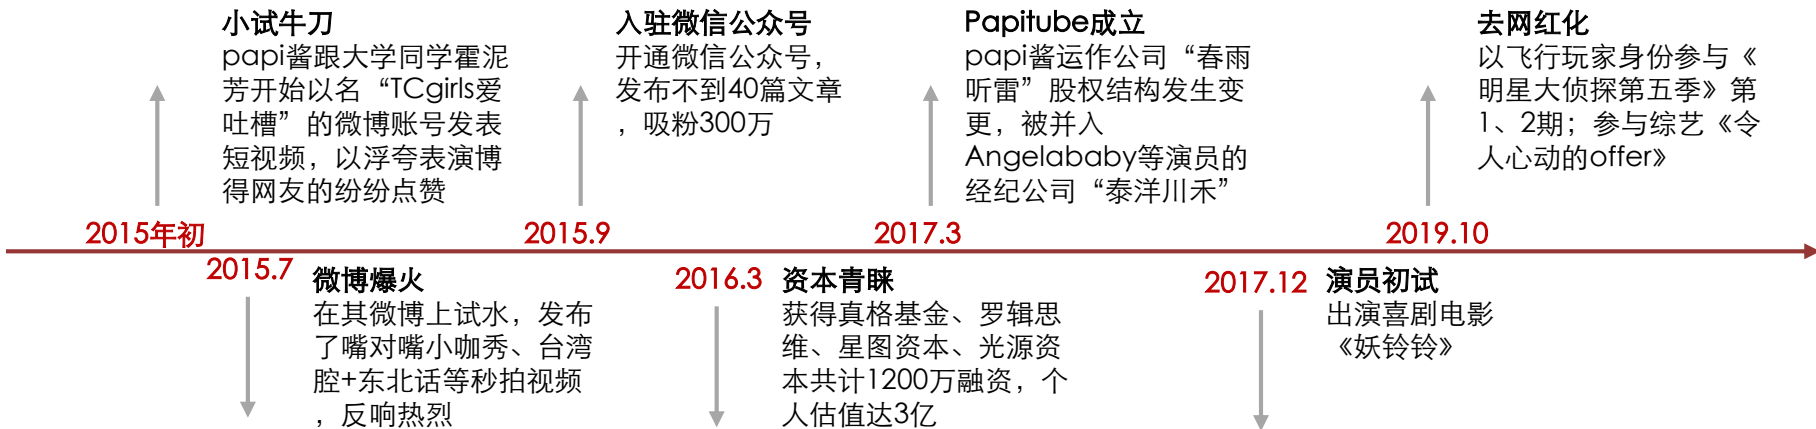 小试牛刀
papi酱跟大学同学霍泥
芳开始以名“TCgirls爱
吐槽”的微博账号发表
短视频，以浮夸表演博
得网友的纷纷点赞
2015年初
入驻微信公众号
开通微信公众号，
发布不到40篇文章
，吸粉300万
2015.9
Papitube成立
papi酱运作公司“春雨
听雷”股权结构发生变
更，被并入
Angelababy等演员的
经纪公司“泰洋川禾”
2017.3
去网红化
以飞行玩家身份参与《
明星大侦探第五季》第
1、2期；参与综艺《令
人心动的offer》
2019.10
2015.7
微博爆火
在其微博上试水，发布
了嘴对嘴小咖秀、台湾
腔+东北话等秒拍视频
，反响热烈
2016.3
资本青睐
获得真格基金、罗辑思
维、星图资本、光源资
本共计1200万融资，个
人估值达3亿
2017.12
演员初试
出演喜剧电影
《妖铃铃》